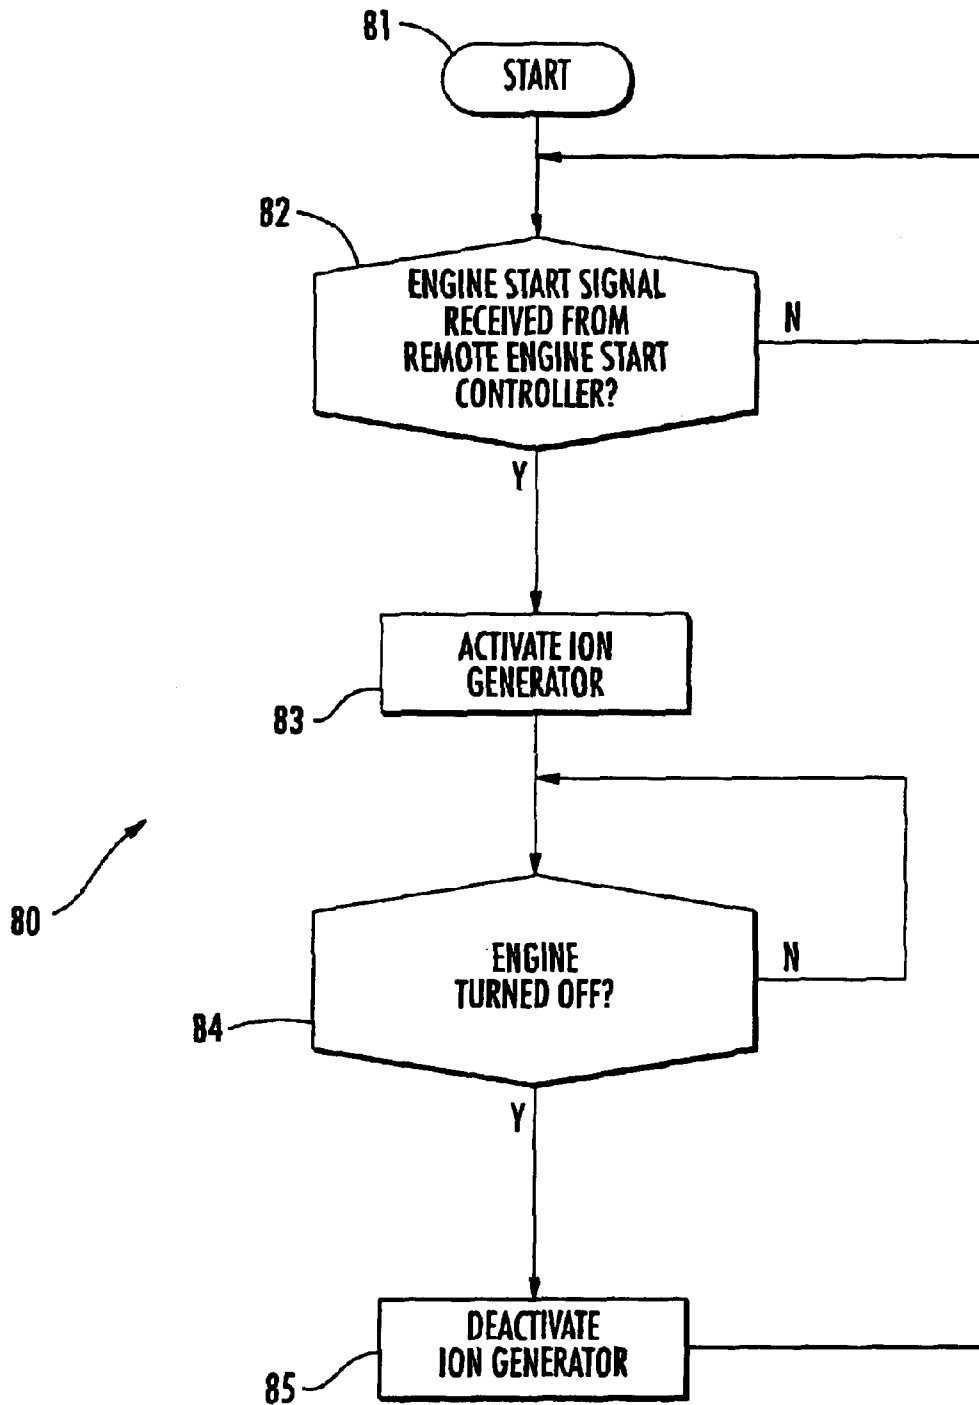 81
START
82
ENGINE START SIGNAL
RECEIVED FROM
REMOTE ENGINE START
CONTROLLER?
N
Y
ACTIVATE ION
GENERATOR
83
80
ENGINE
TURNED OFF?
N
84
Y
DEACTIVATE
ION GENERATOR
85